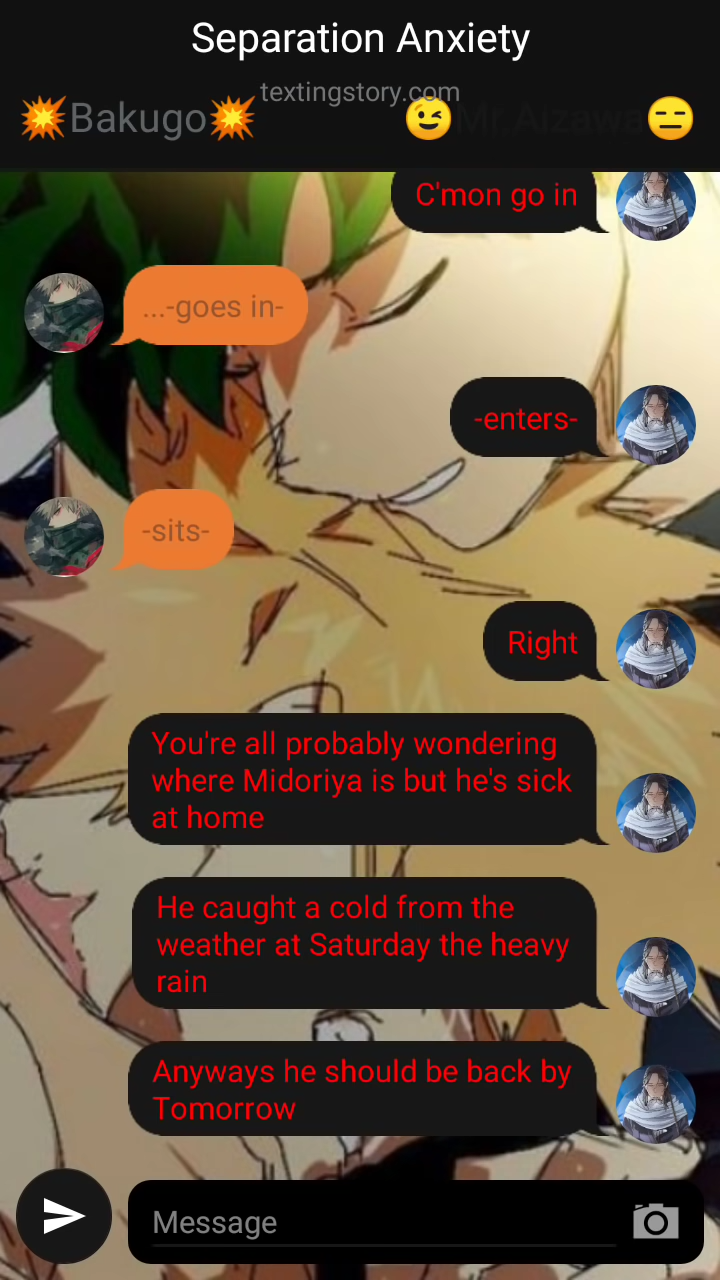 Separation Anxiety
textingstory.com
💥Bakugo💥 😉Mr.Aizawa😑
C'mon go in
...-goes in-
-enters-
-sits-
Right
You're all probably wondering
where Midoriya is but he's sick
at home
He caught a cold from the
weather at Saturday the heavy
rain
Anyways he should be back by
Tomorrow
Message